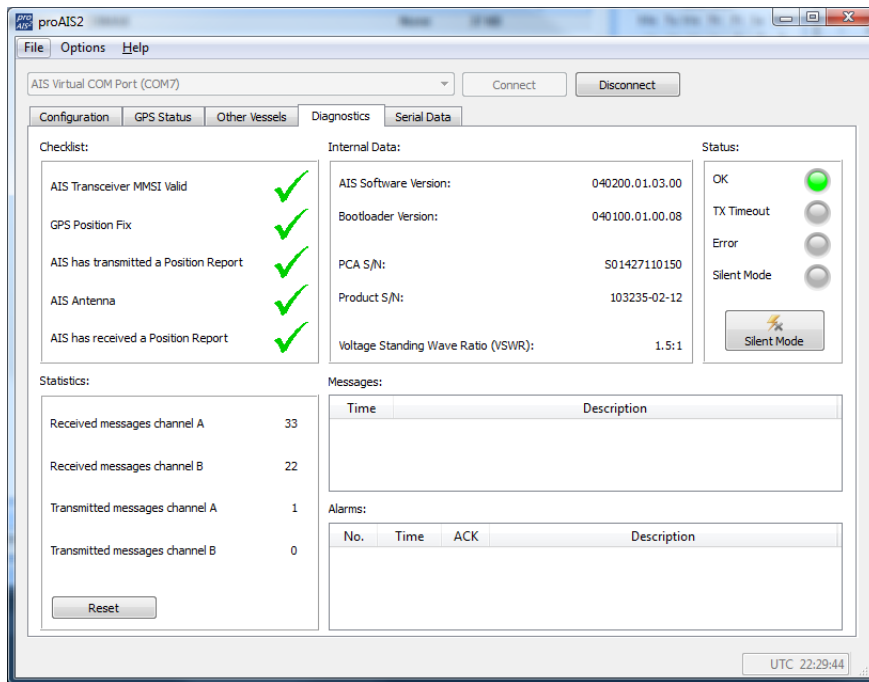 proAIS2
File Options Help
AIS Virtual COM Port (COM7) Connect Disconnect
Configuration GPS Status Other Vessels Diagnostics Serial Data
Checklist:
AIS Transceiver MMSI Valid
GPS Position Fix
AIS has transmitted a Position Report
AIS Antenna
AIS has received a Position Report
Internal Data:
AIS Software Version: 040200.01.03.00
Bootloader Version: 040100.01.00.08
PCA S/N: S01427110150
Product S/N: 103235-02-12
Voltage Standing Wave Ratio (VSWR): 1.5:1
Status:
OK
TX Timeout
Error
Silent Mode
Silent Mode
Statistics:
Received messages channel A 33
Received messages channel B 22
Transmitted messages channel A 1
Transmitted messages channel B 0
Reset
Messages:
Time Description
Alarms:
No. Time ACK Description
UTC 22:29:44